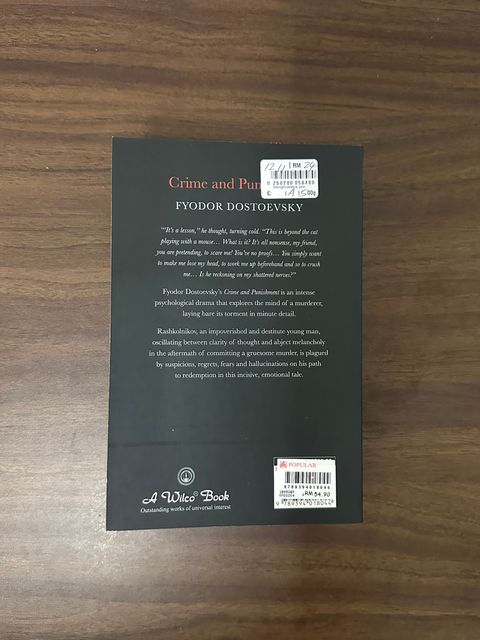 12.11 RM 24
Crime and Pun
FYODOR DOSTOEVSKY
"'It's a lesson," he thought, turning cold. "This is beyond the cat
playing with a mouse… What is it? It's all nonsense, my friend,
you are pretending, to scare me! You've no proofs… You simply want
to make me lose my head, to work me up beforehand and so to crush
me… Is he reckoning on my shattered nerves?"
Fyodor Dostoevsky's Crime and Punishment is an intense
psychological drama that explores the mind of a murderer,
laying bare its torment in minute detail.
Rashkolnikov, an impoverished and destitute young man,
oscillating between clarity of thought and abject melancholy
in the aftermath of committing a gruesome murder, is plagued
by suspicions, regrets, fears and hallucinations on his path
to redemption in this incisive, emotional tale.
A Wilco Book
Outstanding works of universal interest
POPULAR
9789394018044
RM 54.90